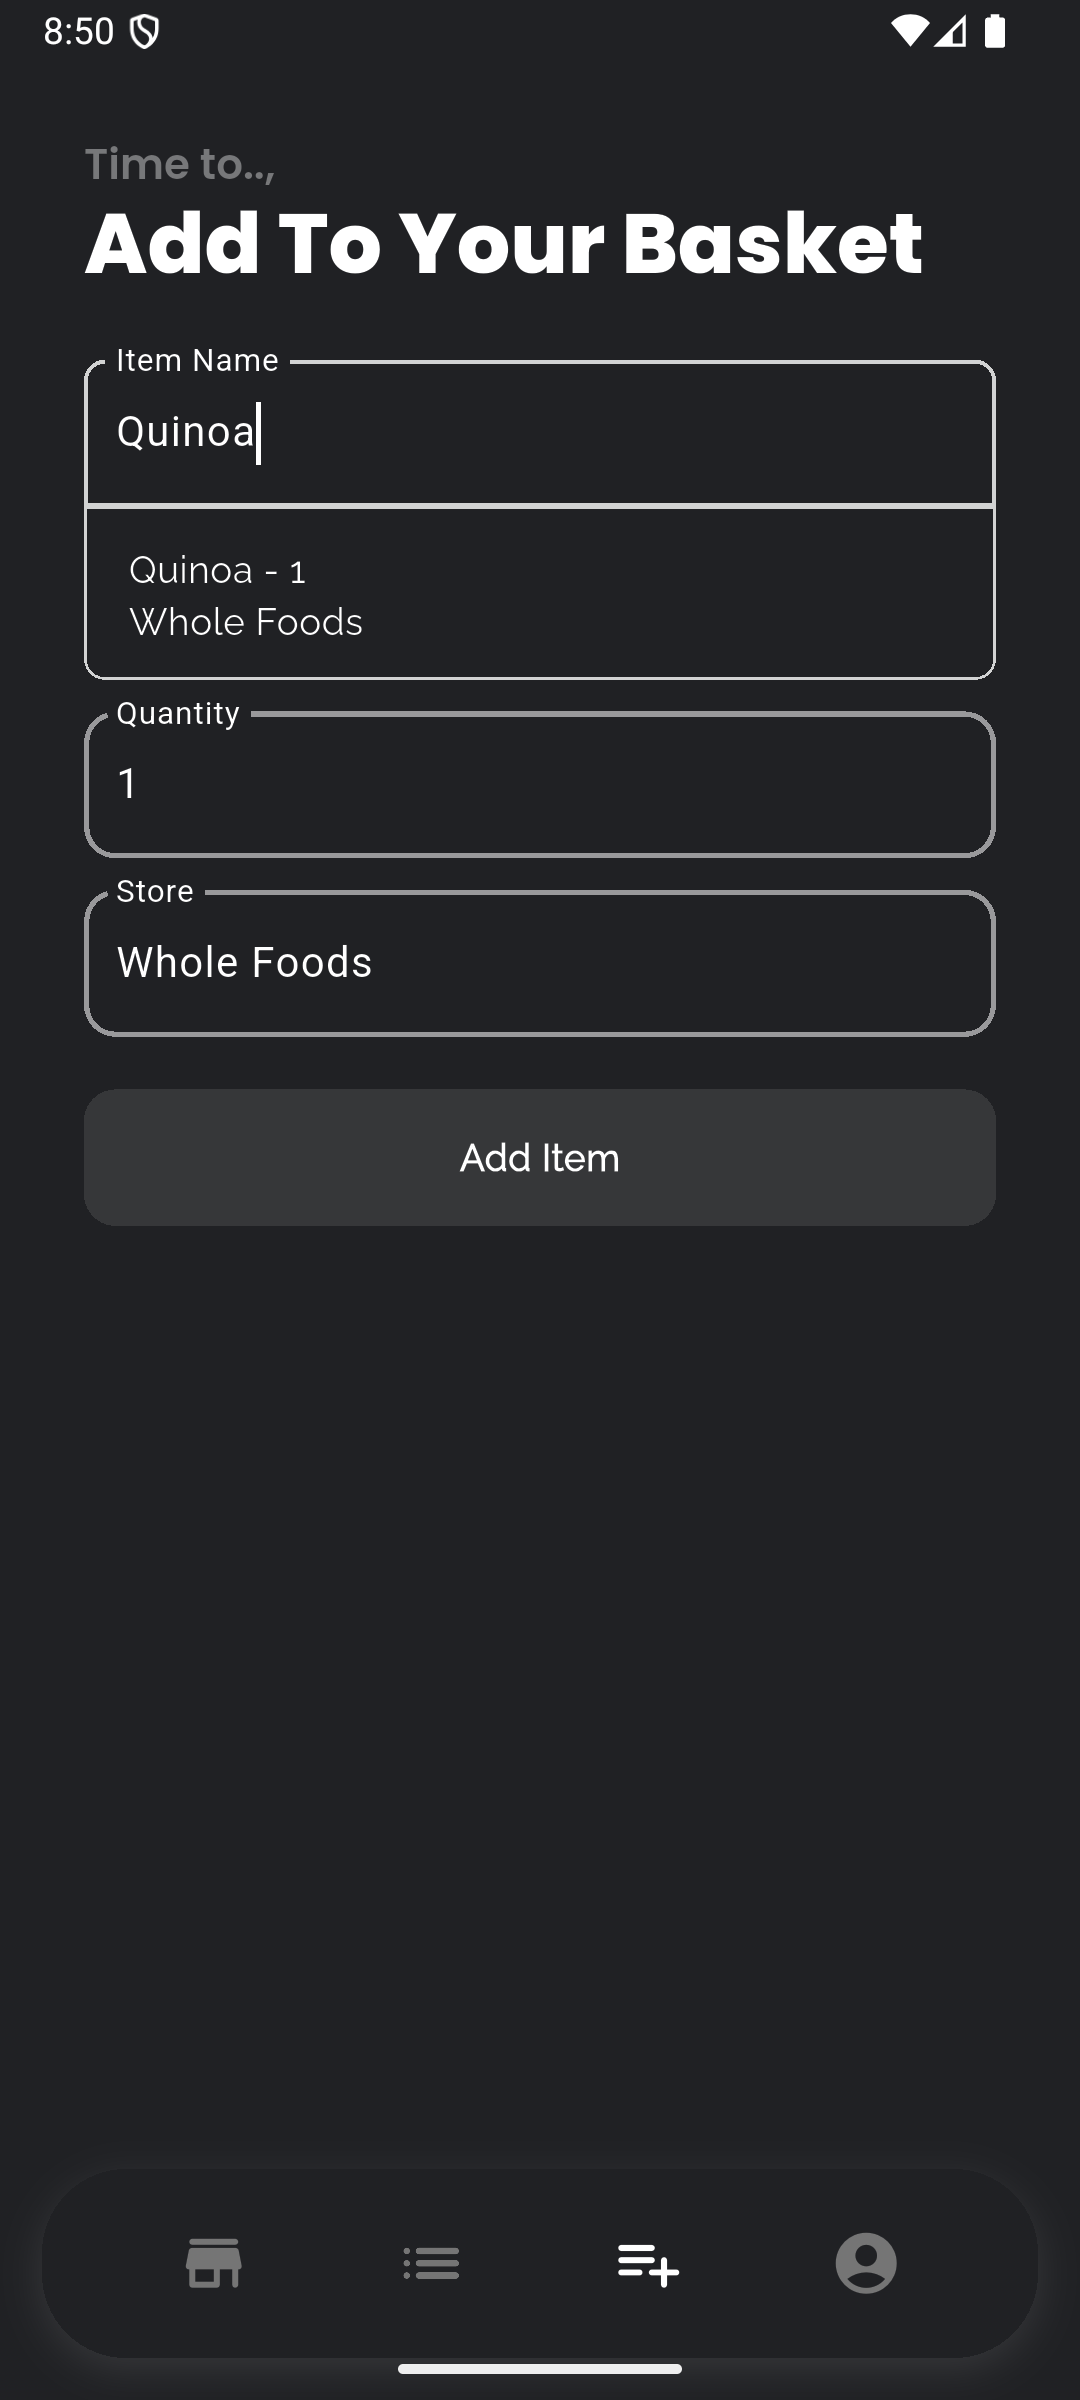 8:50
Time to..,
Add To Your Basket
Item Name
Quinoa
Quinoa - 1
Whole Foods
Quantity
1
Store
Whole Foods
Add Item